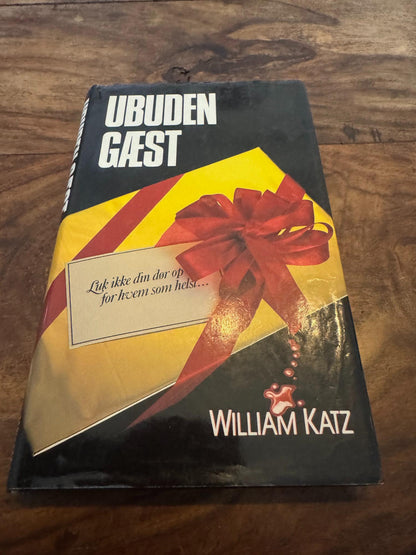 UBUDEN
GÆST
Luk ikke din dør op
for hvem som helst...
WILLIAM KATZ